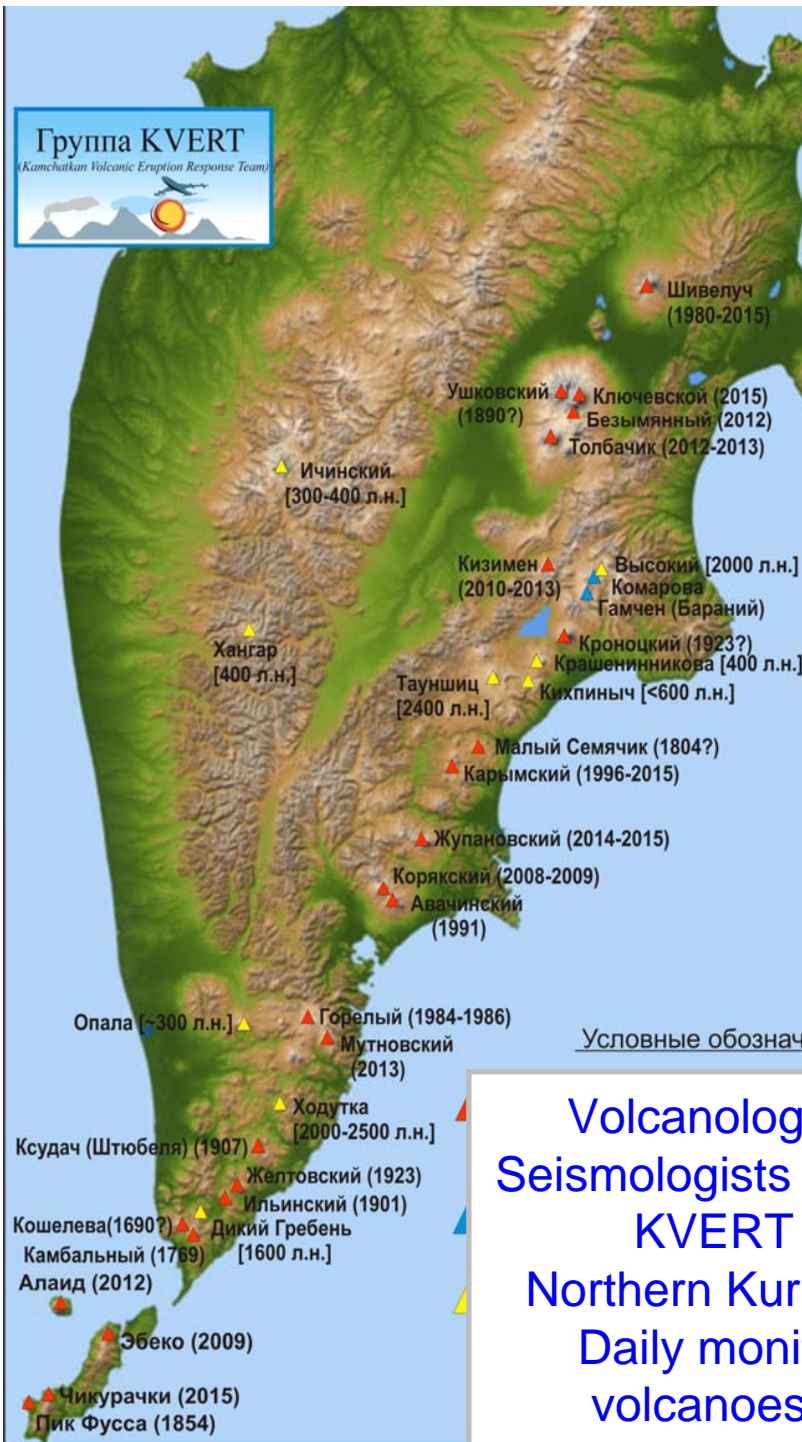 Группа KVERT
(Kamchatkan Volcanic Eruption Response Team)
Шивелуч
(1980-2015)
Ушковский
(1890?)
Ключевской (2015)
Безымянный (2012)
Толбачик (2012-2013)
Ичинский
[300-400 л.н.]
Кизимен
(2010-2013)
Высокий [2000 л.н.]
Комарова
Гамчен (Бараний)
Хангар
[400 л.н.]
Кроноцкий (1923?)
Крашенинникова [400 л.н.]
Тауншиц
[2400 л.н.]
Кихпиныч [<600 л.н.]
Малый Семячик (1804?)
Карымский (1996-2015)
Жупановский (2014-2015)
Корякский (2008-2009)
Авачинский
(1991)
Опала [~300 л.н.]
Горелый (1984-1986)
Мутновский
(2013)
Условные обознач
Ходутка
[2000-2500 л.н.]
Ксудач (Штюбеля) (1907)
Желтовский (1923)
Ильинский (1901)
Кошелева(1690?)
Дикий Гребень
[1600 л.н.]
Камбальный (1769)
Алаид (2012)
Эбеко (2009)
Чикурачки (2015)
Пик Фусса (1854)
Volcanolog
Seismologists
KVERT
Northern Kur
Daily moni
volcanoes